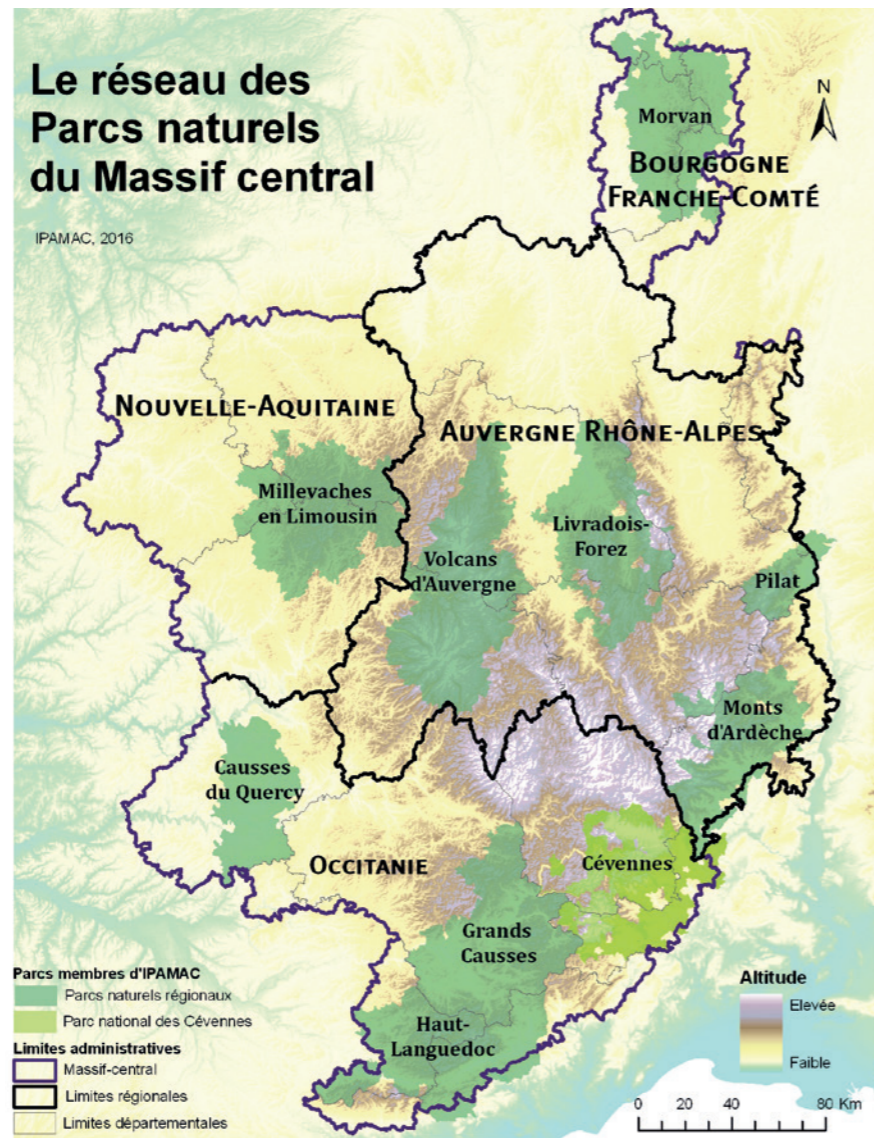 Le réseau des
Parcs naturels
du Massif central
IPAMAC, 2016
N
Morvan
BOURGOGNE
FRANCHE-COMTÉ
NOUVELLE-AQUITAINE
AUVERGNE RHÔNE-ALPES
Millevaches
en Limousin
Livradois-
Forez
Volcans
d'Auvergne
Pilat
Monts
d'Ardèche
Causses
du Quercy
OCCITANIE
Cévennes
Grands
Causses
Haut-
Languedoc
Parcs membres d'IPAMAC
Parcs naturels régionaux
Parc national des Cévennes
Limites administratives
Massif-central
Limites régionales
Limites départementales
Altitude
Elevée
Faible
0 20 40 80 Km